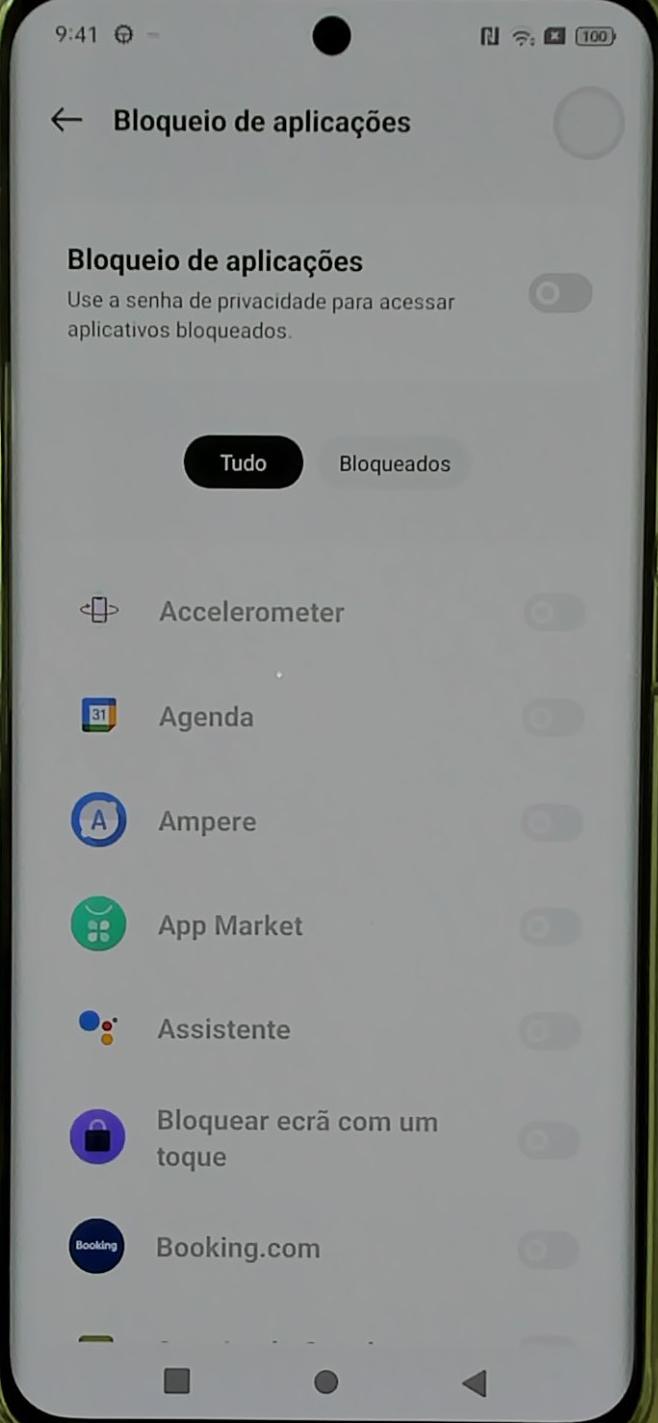 9:41
100
Bloqueio de aplicações
Bloqueio de aplicações
Use a senha de privacidade para acessar
aplicativos bloqueados.
Tudo
Bloqueados
Accelerometer
31
Agenda
A
Ampere
App Market
Assistente
Bloquear ecrã com um
toque
Booking
Booking.com